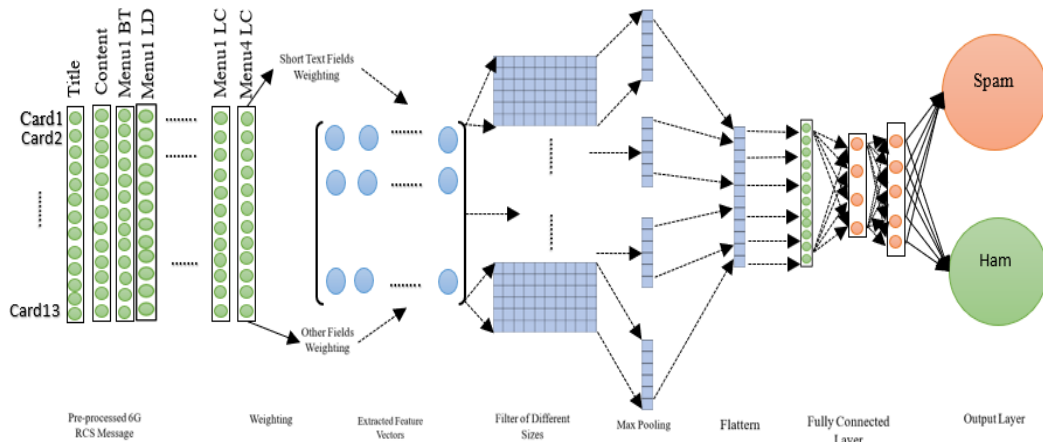 Title
Content
Menu1 BT
Menu1 LD
Menu1 LC
Menu4 LC
Card1
Card2
Card13
Short Text Fields
Weighting
Other Fields
Weighting
Spam
Ham
Pre-processed 6G
RCS Message
Weighting
Extracted Feature
Vectors
Filter of Different
Sizes
Max Pooling
Flattern
Fully Connected
Layer
Output Layer